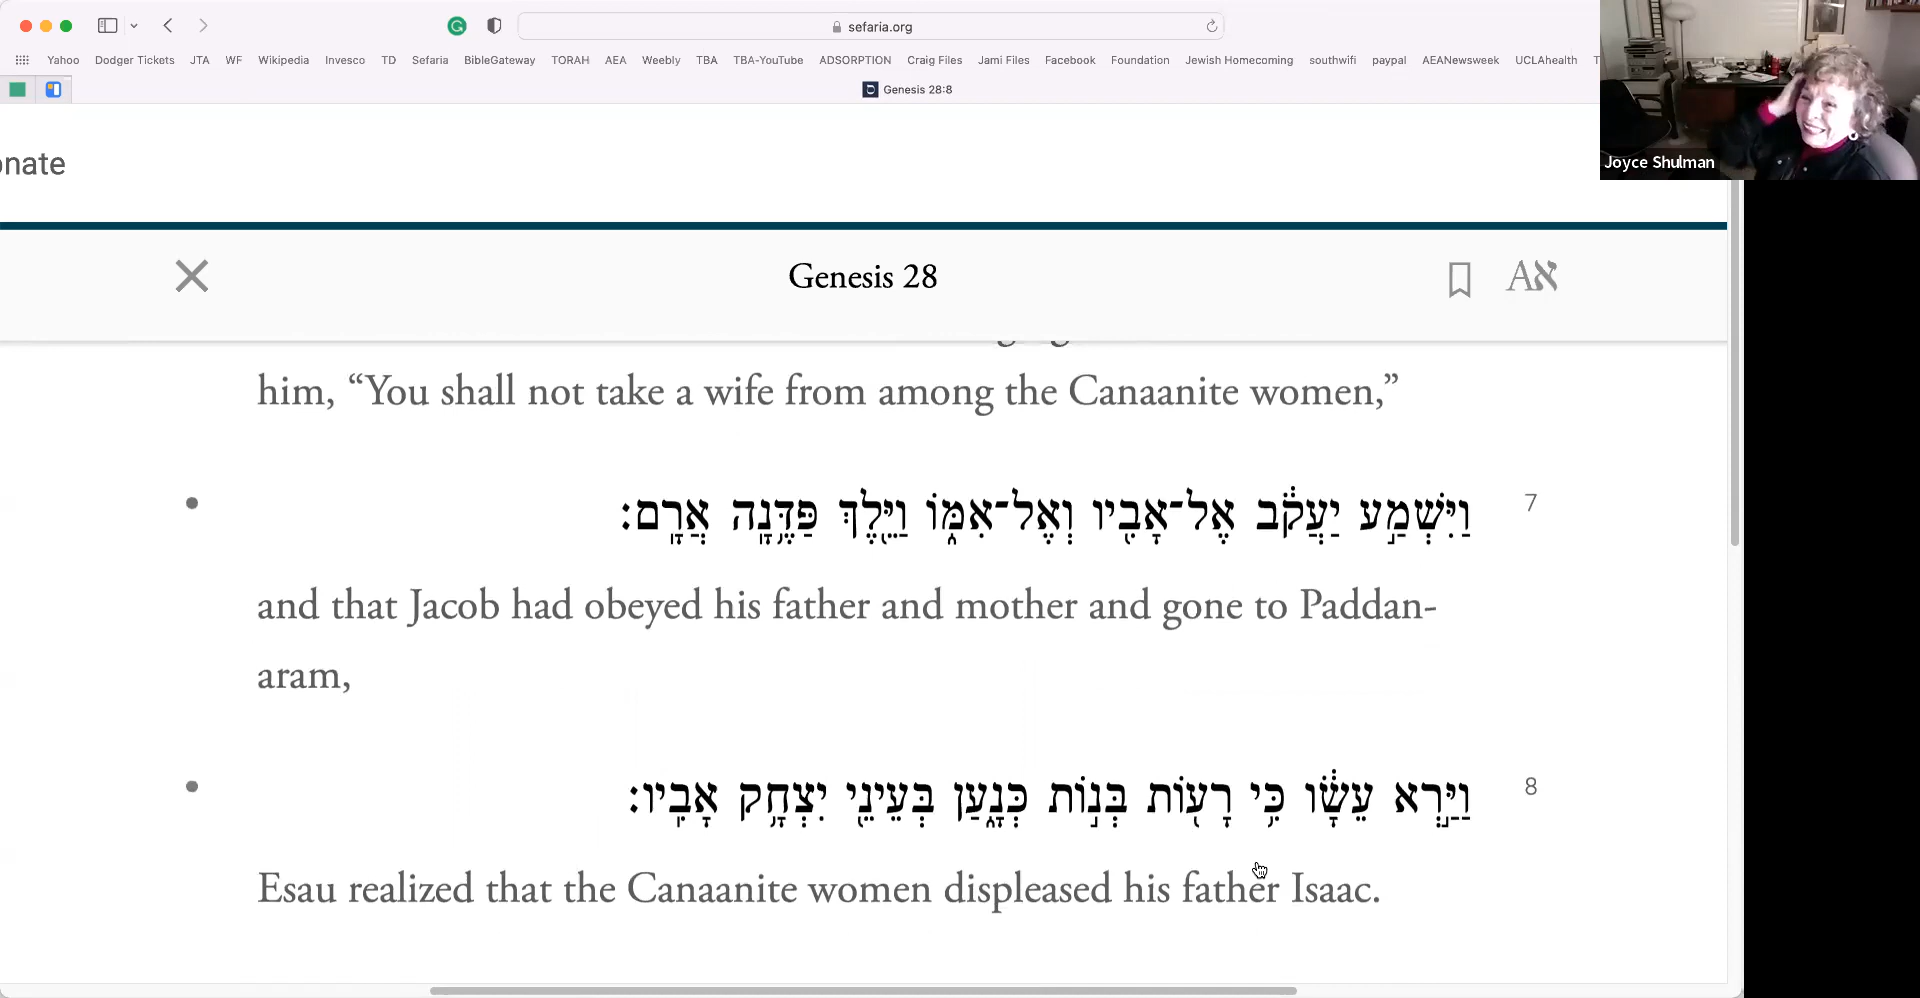 sefaria.org
Yahoo Dodger Tickets JTA WF Wikipedia Invesco TD Sefaria BibleGateway TORAH AEA Weebly TBA TBA-YouTube ADSORPTION Craig Files Jami Files Facebook Foundation Jewish Homecoming southwifi paypal AEANewsweek UCLAhealth T
Genesis 28:8
Joyce Shulman
onate
Genesis 28
Aא
him, “You shall not take a wife from among the Canaanite women,”
וַיִּשְׁמַ֣ע יַעֲקֹ֔ב אֶל־אָבִ֖יו וְאֶל־אִמּ֑וֹ וַיֵּ֖לֶךְ פַּדֶּ֥נָֽה אֲרָֽם׃ 7
and that Jacob had obeyed his father and mother and gone to Paddan-
aram,
וַיַּ֣רְא עֵשָׂ֔ו כִּ֥י רָע֖וֹת בְּנ֣וֹת כְּנָ֑עַן בְּעֵינֵ֖י יִצְחָ֥ק אָבִֽיו׃ 8
Esau realized that the Canaanite women displeased his father Isaac.